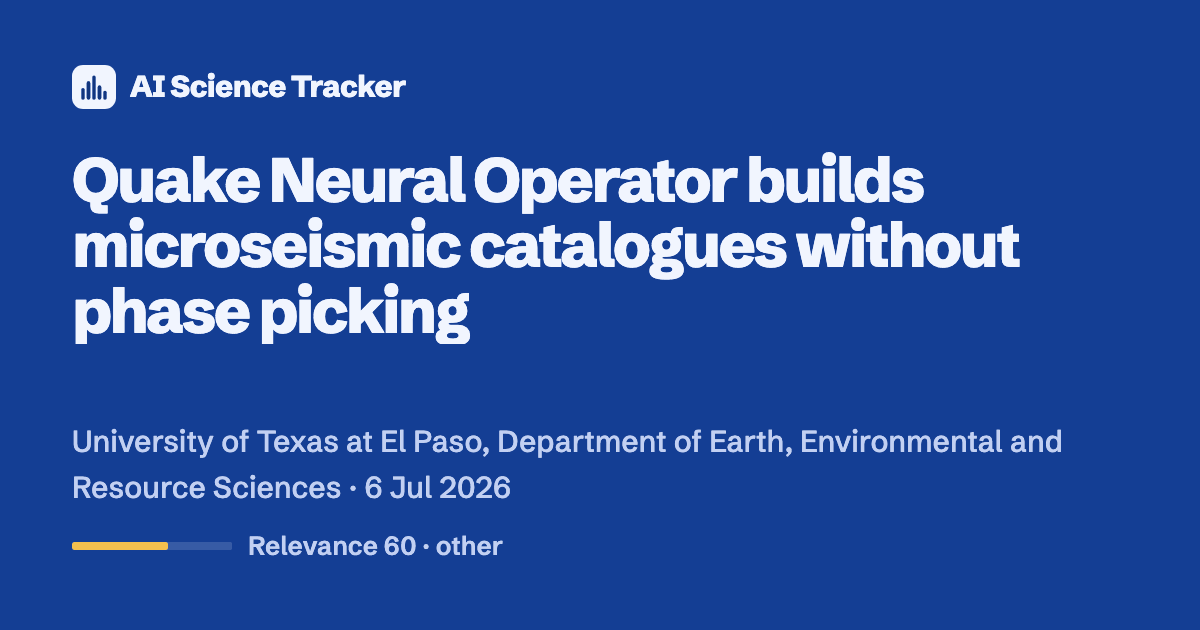 AI Science Tracker
Quake Neural Operator builds
microseismic catalogues without
phase picking
University of Texas at El Paso, Department of Earth, Environmental and
Resource Sciences · 6 Jul 2026
Relevance 60 · other